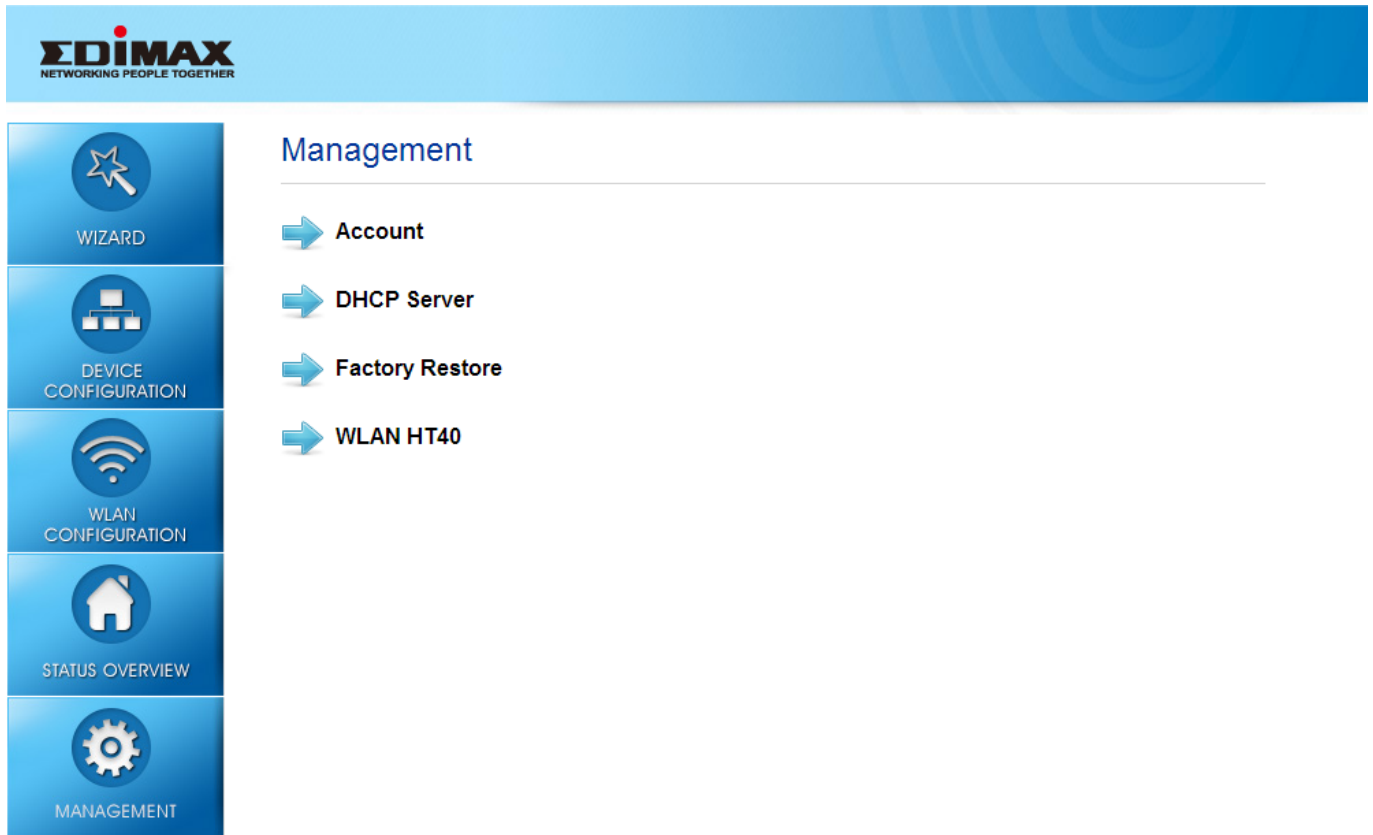 EDIMAX
NETWORKING PEOPLE TOGETHER
WIZARD
DEVICE
CONFIGURATION
WLAN
CONFIGURATION
STATUS OVERVIEW
MANAGEMENT
Management
Account
DHCP Server
Factory Restore
WLAN HT40